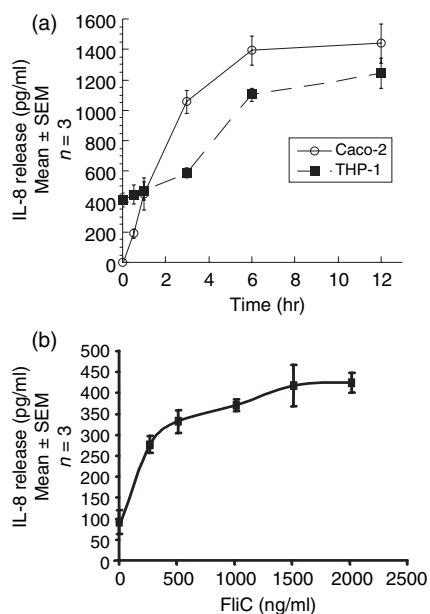 (a)
IL-8 release (pg/ml)
Mean ± SEM
n = 3
1600
1400
1200
1000
800
600
400
200
0
Caco-2
THP-1
0 2 4 6 8 10 12
Time (hr)
(b)
IL-8 release (pg/ml)
Mean ± SEM
n = 3
450
500
400
350
300
250
200
150
100
50
0
0 500 1000 1500 2000 2500
FliC (ng/ml)